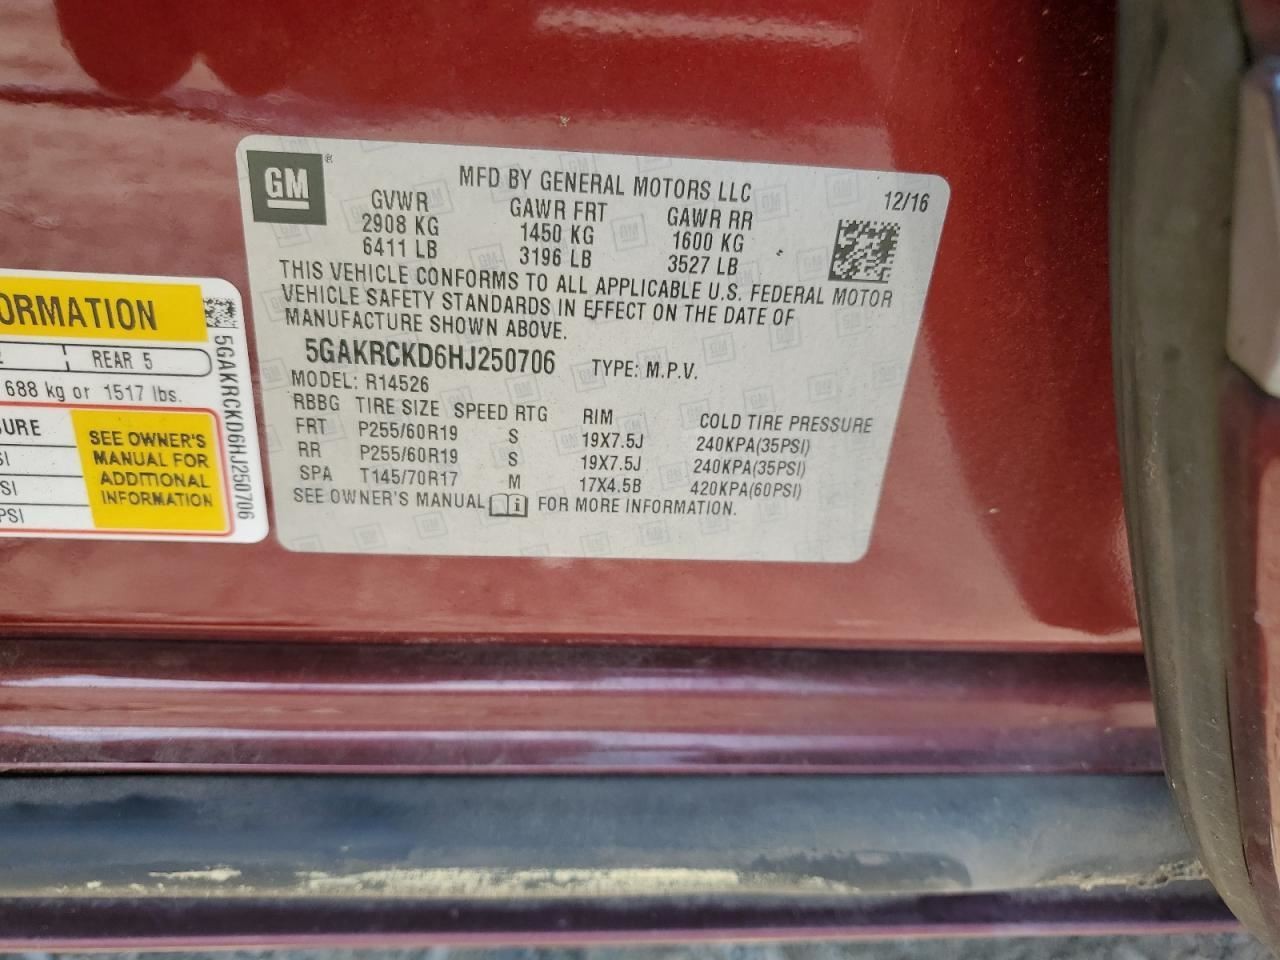 GM ®
MFD BY GENERAL MOTORS LLC
12/16
GVWR GAWR FRT GAWR RR
2908 KG 1450 KG 1600 KG
6411 LB 3196 LB 3527 LB
THIS VEHICLE CONFORMS TO ALL APPLICABLE U.S. FEDERAL MOTOR
VEHICLE SAFETY STANDARDS IN EFFECT ON THE DATE OF
MANUFACTURE SHOWN ABOVE.
5GAKRCKD6HJ250706 TYPE: M.P.V.
MODEL: R14526
RBBG TIRE SIZE SPEED RTG RIM COLD TIRE PRESSURE
FRT P255/60R19 S 19X7.5J 240KPA(35PSI)
RR P255/60R19 S 19X7.5J 240KPA(35PSI)
SPA T145/70R17 M 17X4.5B 420KPA(60PSI)
SEE OWNER'S MANUAL i FOR MORE INFORMATION.
ORMATION
REAR 5
688 kg or 1517 lbs.
URE
SI
SI
PSI
SEE OWNER'S
MANUAL FOR
ADDITIONAL
INFORMATION
5GAKRCKD6HJ250706